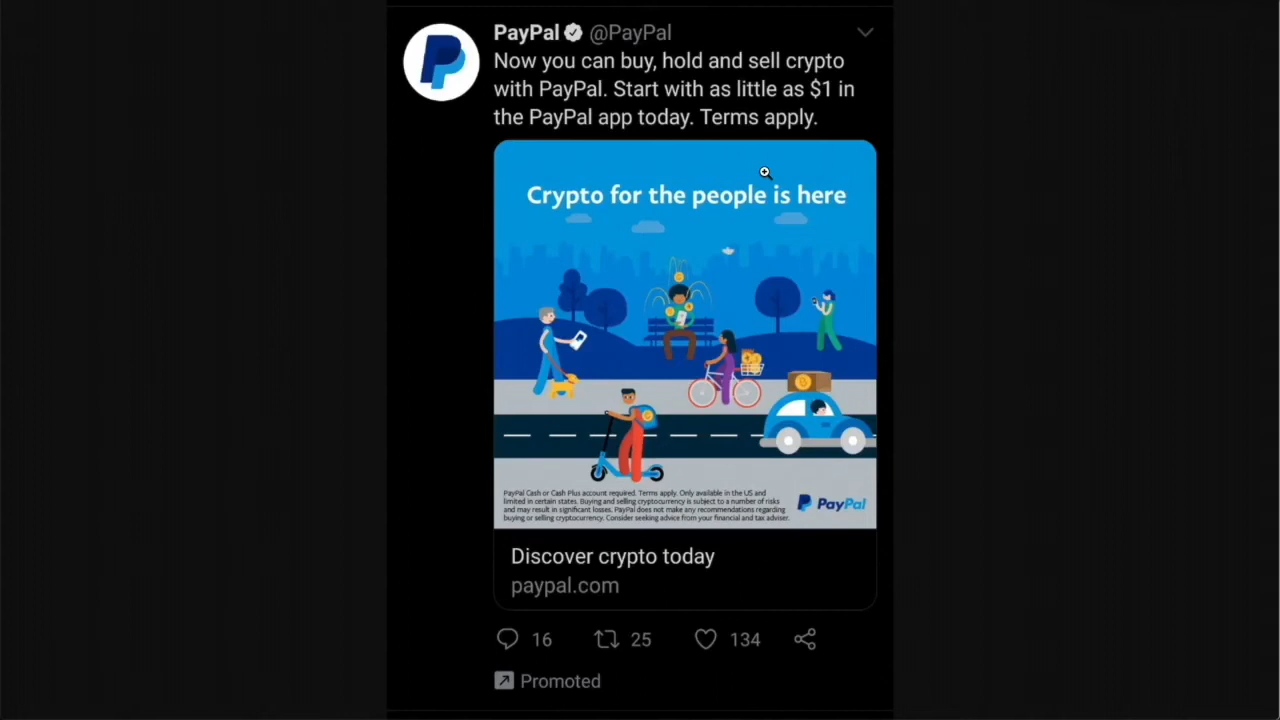 PayPal @PayPal
Now you can buy, hold and sell crypto
with PayPal. Start with as little as $1 in
the PayPal app today. Terms apply.
Crypto for the people is here
PayPal Cash or Cash Plus account required. Terms apply. Only available in the US and
limited in certain states. Buying and selling cryptocurrency is subject to a number of risks
and may result in significant losses. PayPal does not make any recommendations regarding
buying or selling cryptocurrency. Consider seeking advice from your financial and tax adviser.
PayPal
Discover crypto today
paypal.com
16 25 134
Promoted